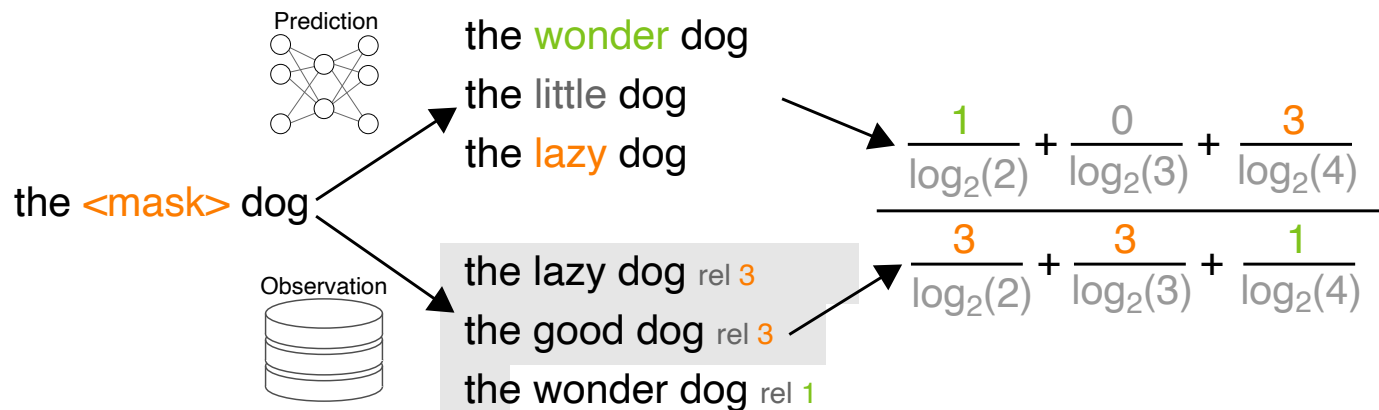 Prediction
the wonder dog
the little dog
the lazy dog
the <mask> dog
Observation
the lazy dog rel 3
the good dog rel 3
the wonder dog rel 1
1 + 0 + 3
log₂(2) log₂(3) log₂(4)
3 + 3 + 1
log₂(2) log₂(3) log₂(4)